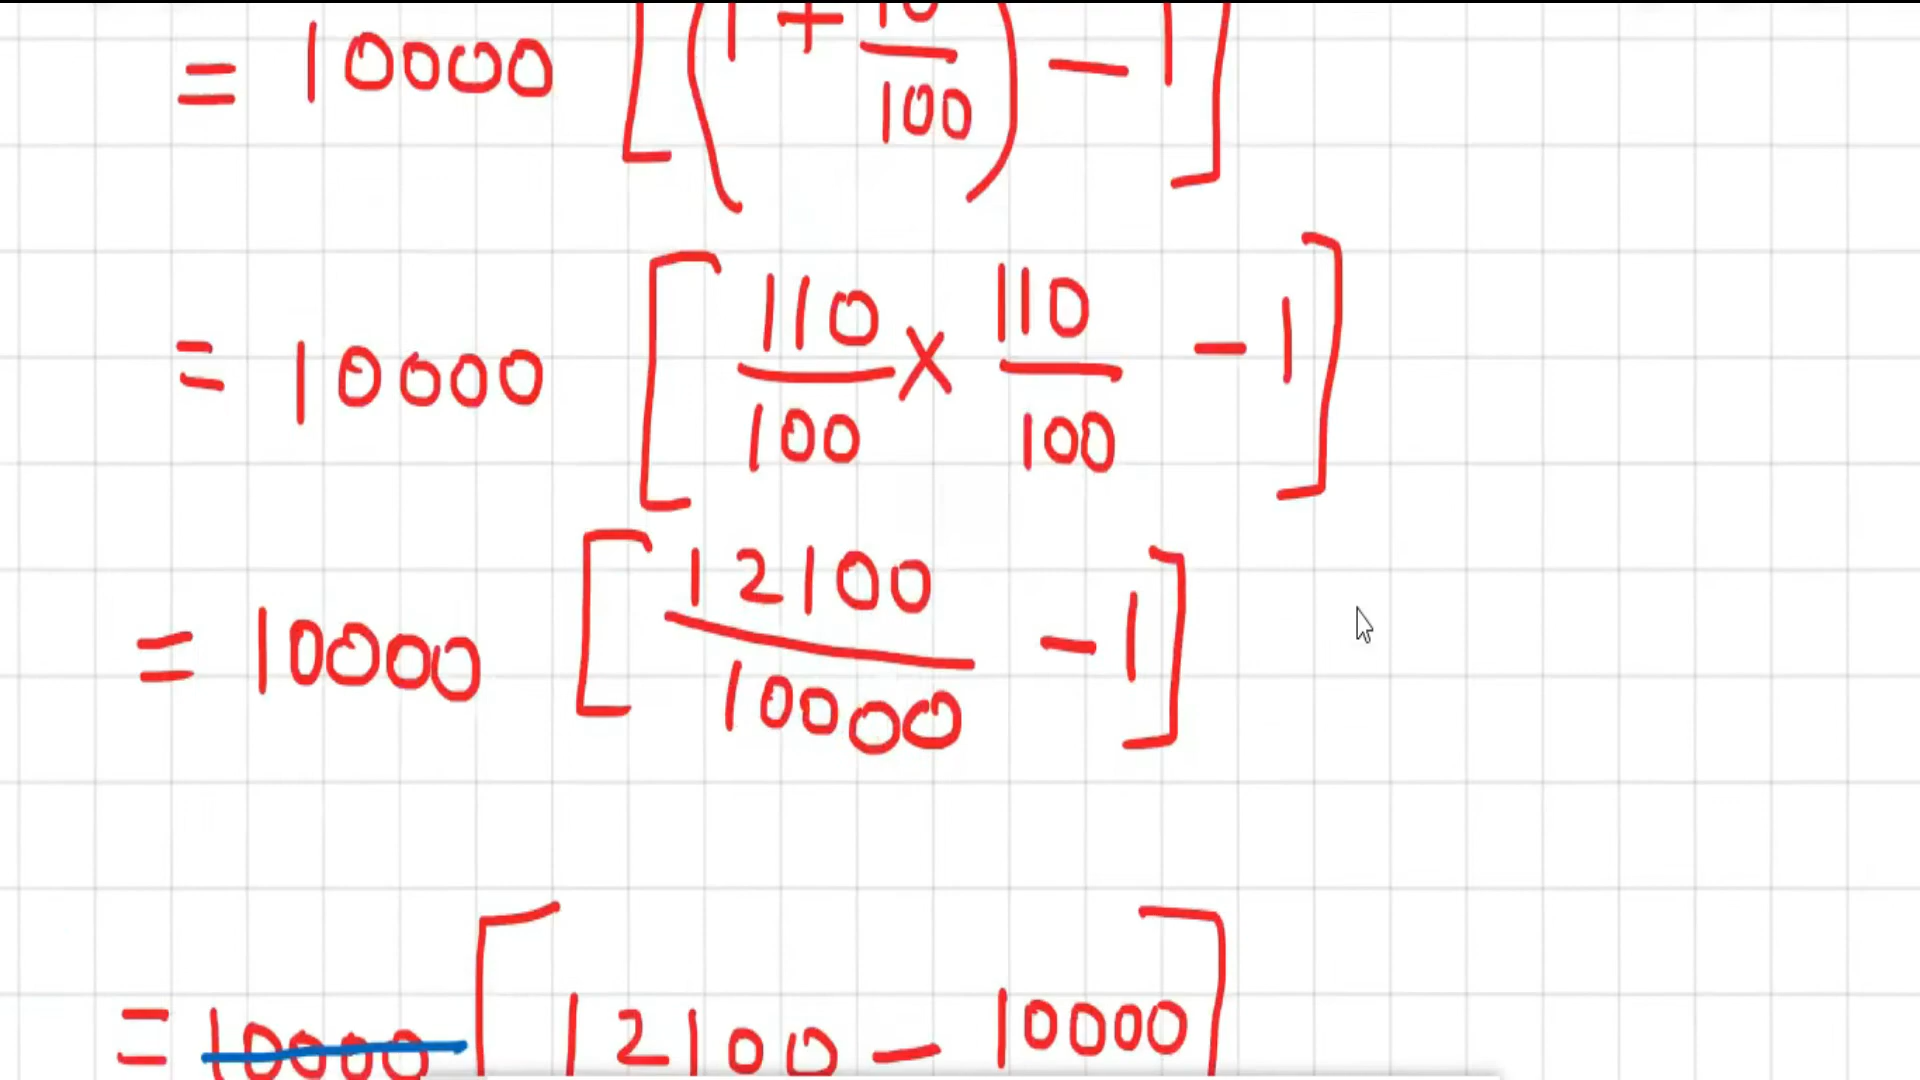 = 10000 [(1 + 10/100) - 1]
= 10000 [110/100 × 110/100 - 1]
= 10000 [12100/10000 - 1]
= 10000 [12100 - 10000]